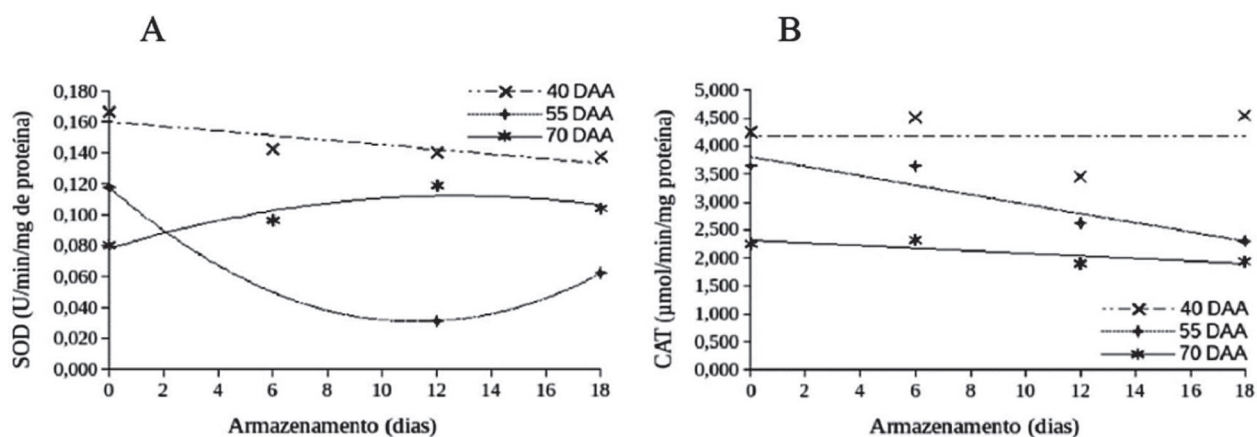 A
SOD (U/min/mg de proteína)
0,180
0,160
0,140
0,120
0,100
0,080
0,060
0,040
0,020
0,000
0 2 4 6 8 10 12 14 16 18
Armazenamento (dias)
40 DAA
55 DAA
70 DAA
B
CAT (µmol/min/mg proteína)
5,000
4,500
4,000
3,500
3,000
2,500
2,000
1,500
1,000
0,500
0,000
0 2 4 6 8 10 12 14 16 18
Armazenamento (dias)
40 DAA
55 DAA
70 DAA